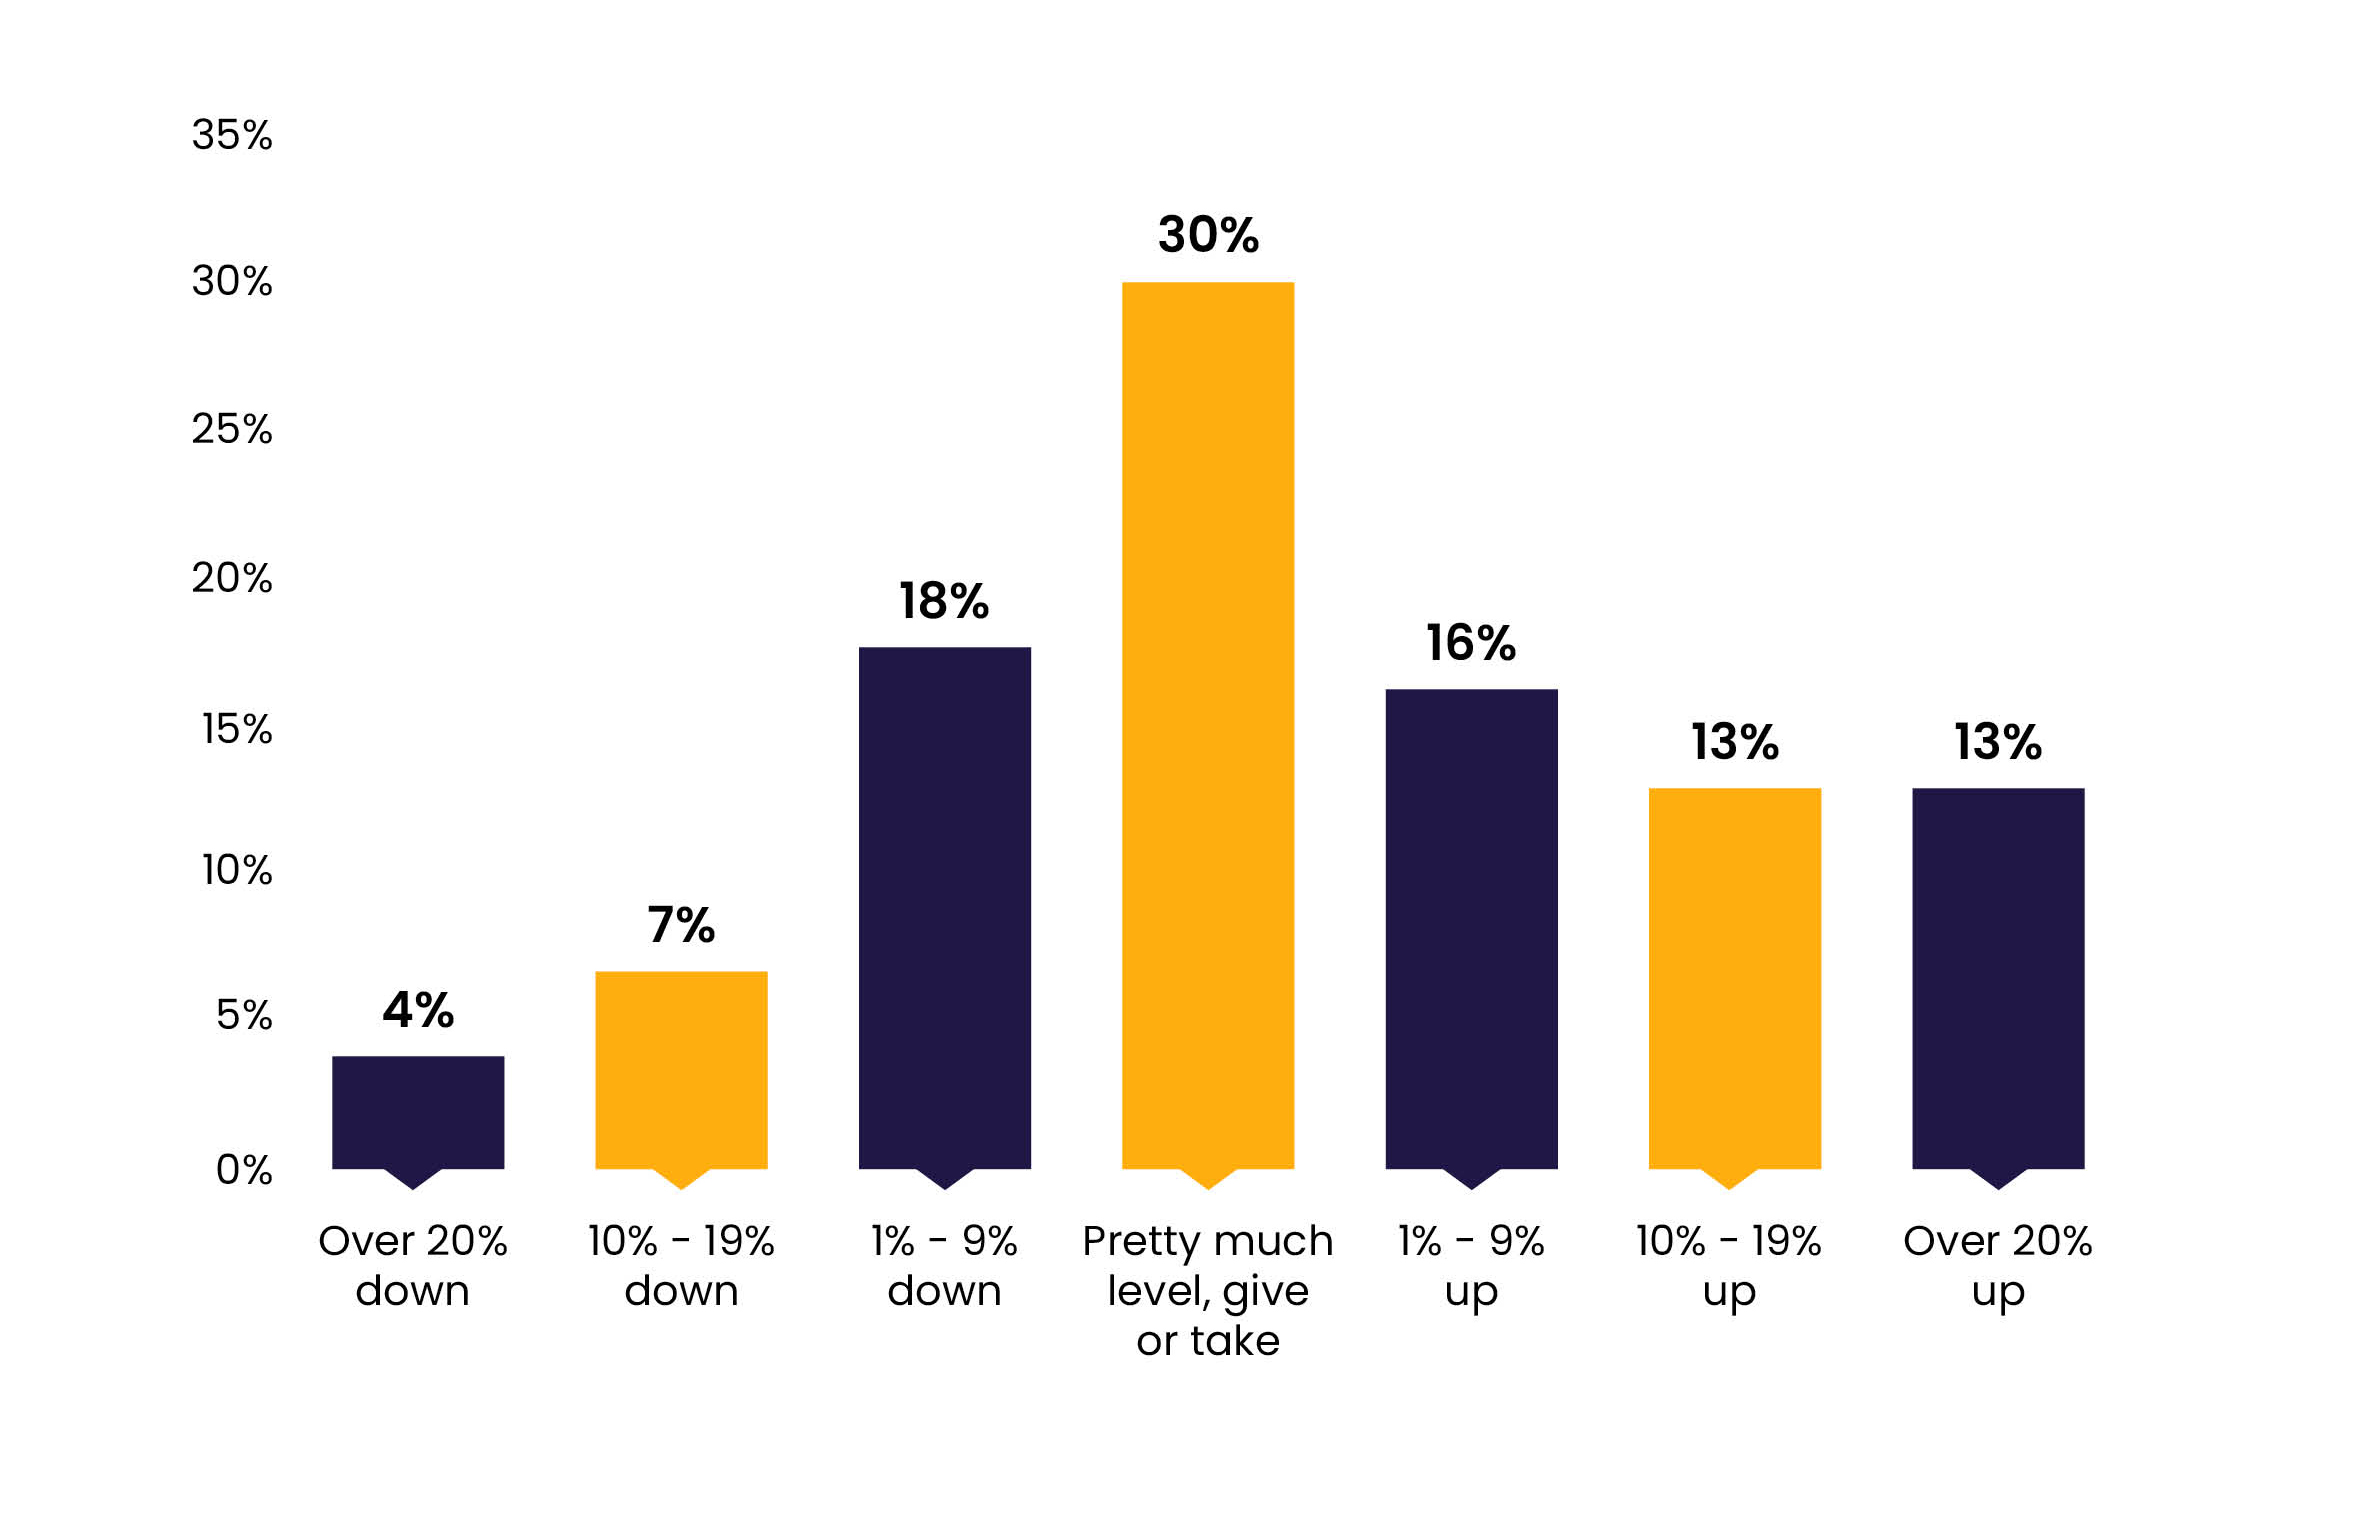 35%
30%
30%
25%
20%
18%
16%
15%
13%
13%
10%
7%
5%
4%
0%
Over 20%
down
10% - 19%
down
1% - 9%
down
Pretty much
level, give
or take
1% - 9%
up
10% - 19%
up
Over 20%
up